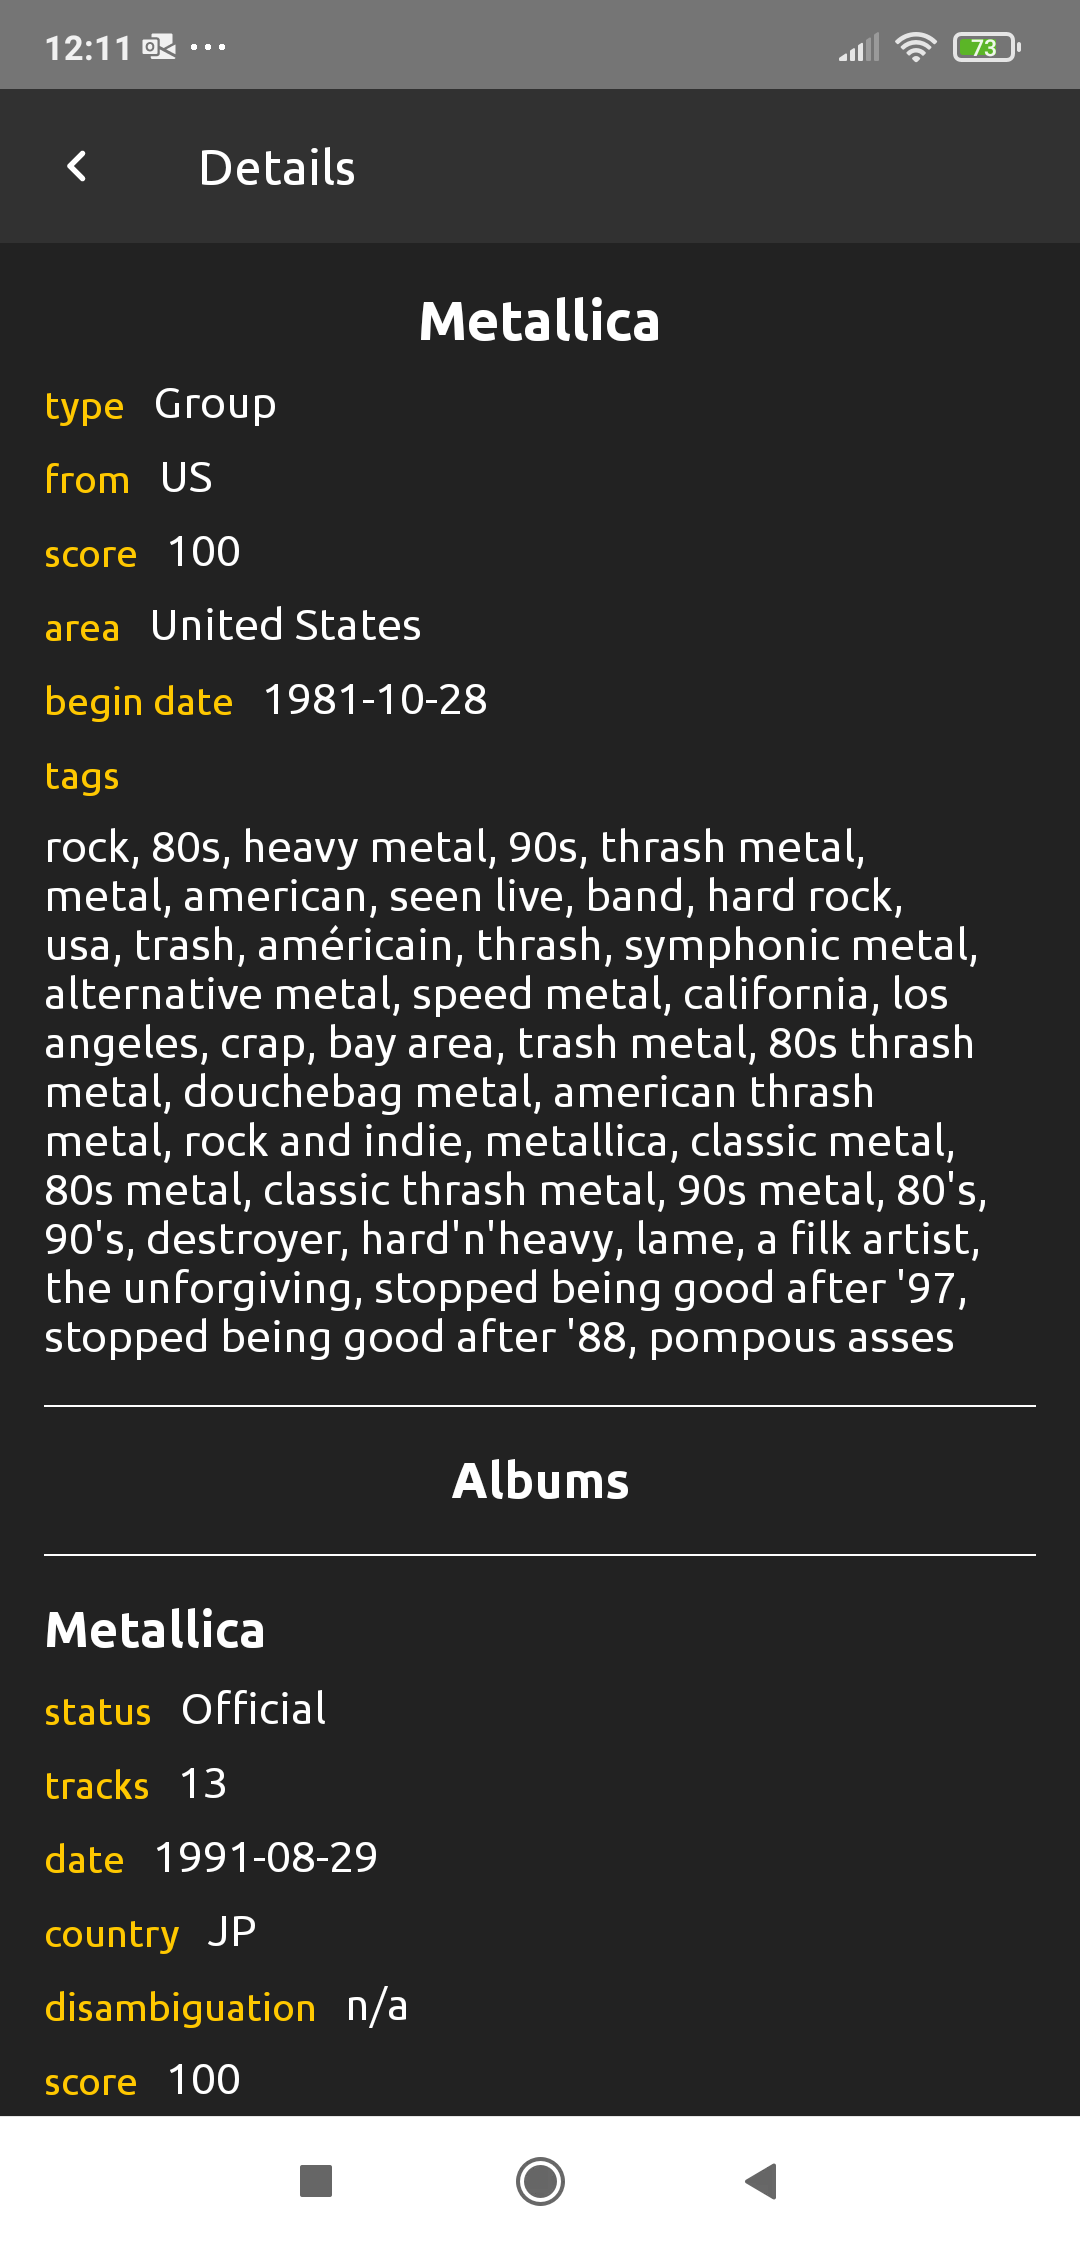 12:11
73
Details
Metallica
type Group
from US
score 100
area United States
begin date 1981-10-28
tags
rock, 80s, heavy metal, 90s, thrash metal,
metal, american, seen live, band, hard rock,
usa, trash, américain, thrash, symphonic metal,
alternative metal, speed metal, california, los
angeles, crap, bay area, trash metal, 80s thrash
metal, douchebag metal, american thrash
metal, rock and indie, metallica, classic metal,
80s metal, classic thrash metal, 90s metal, 80's,
90's, destroyer, hard'n'heavy, lame, a filk artist,
the unforgiving, stopped being good after '97,
stopped being good after '88, pompous asses
Albums
Metallica
status Official
tracks 13
date 1991-08-29
country JP
disambiguation n/a
score 100